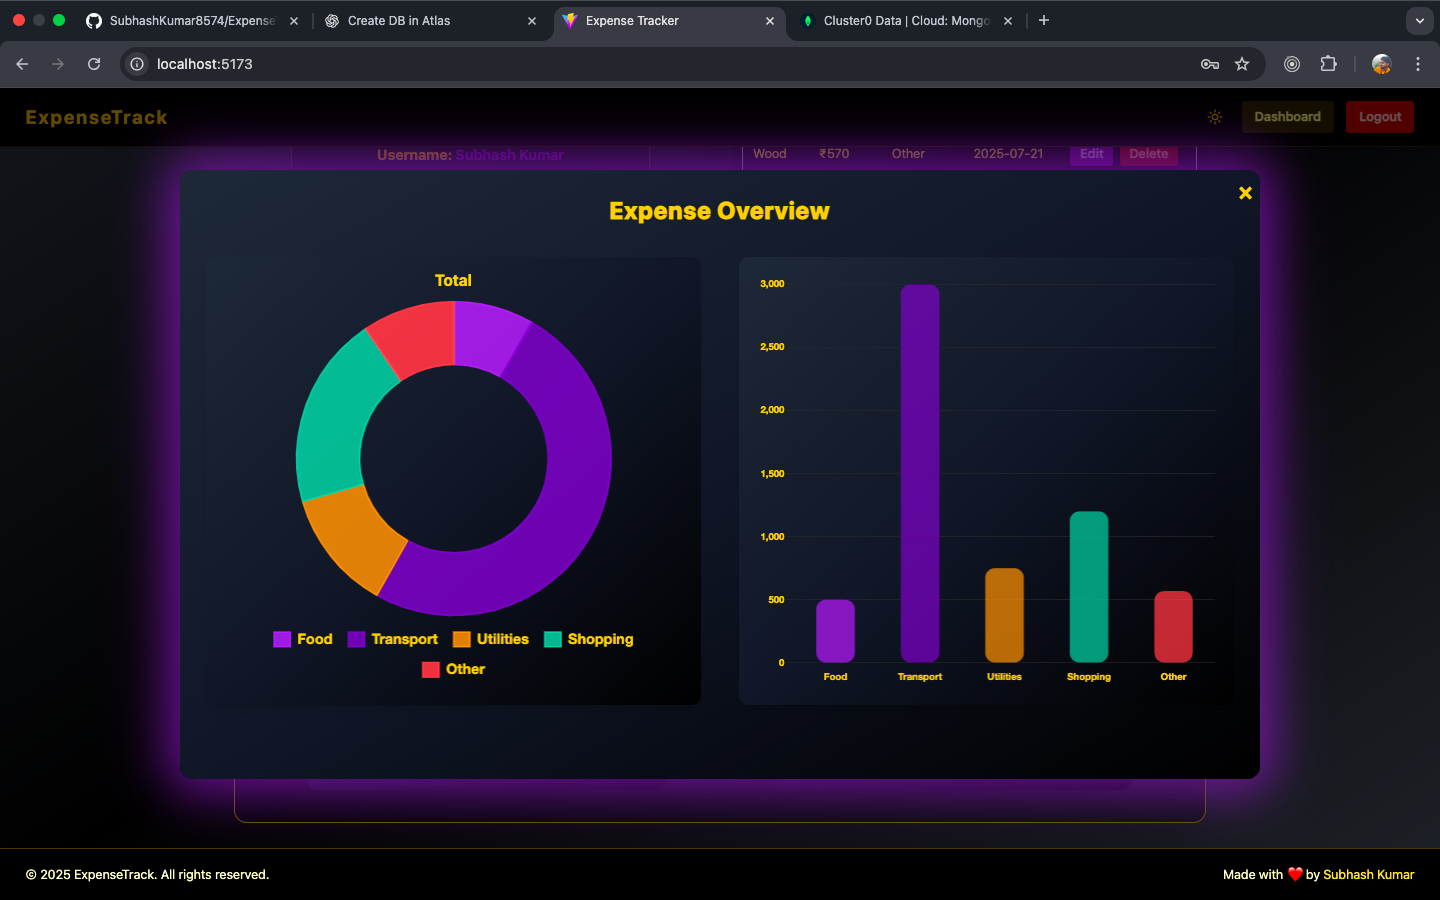 SubhashKumar8574/Expense
Create DB in Atlas
Expense Tracker
Cluster0 Data | Cloud: Mongo
localhost:5173
ExpenseTrack
Dashboard
Logout
Username: Subhash Kumar
Wood ₹570 Other 2025-07-21 Edit Delete
Expense Overview
×
Total
Food Transport Utilities Shopping
Other
3,000
2,500
2,000
1,500
1,000
500
0
Food Transport Utilities Shopping Other
© 2025 ExpenseTrack. All rights reserved.
Made with ❤️ by Subhash Kumar